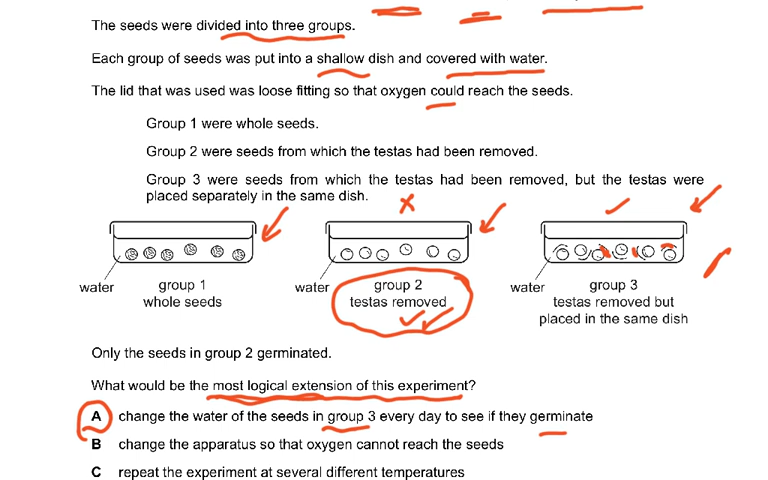 The seeds were divided into three groups.
Each group of seeds was put into a shallow dish and covered with water.
The lid that was used was loose fitting so that oxygen could reach the seeds.
Group 1 were whole seeds.
Group 2 were seeds from which the testas had been removed.
Group 3 were seeds from which the testas had been removed, but the testas were
placed separately in the same dish.
water
group 1
whole seeds
water
group 2
testas removed
water
group 3
testas removed but
placed in the same dish
Only the seeds in group 2 germinated.
What would be the most logical extension of this experiment?
A change the water of the seeds in group 3 every day to see if they germinate
B change the apparatus so that oxygen cannot reach the seeds
C repeat the experiment at several different temperatures